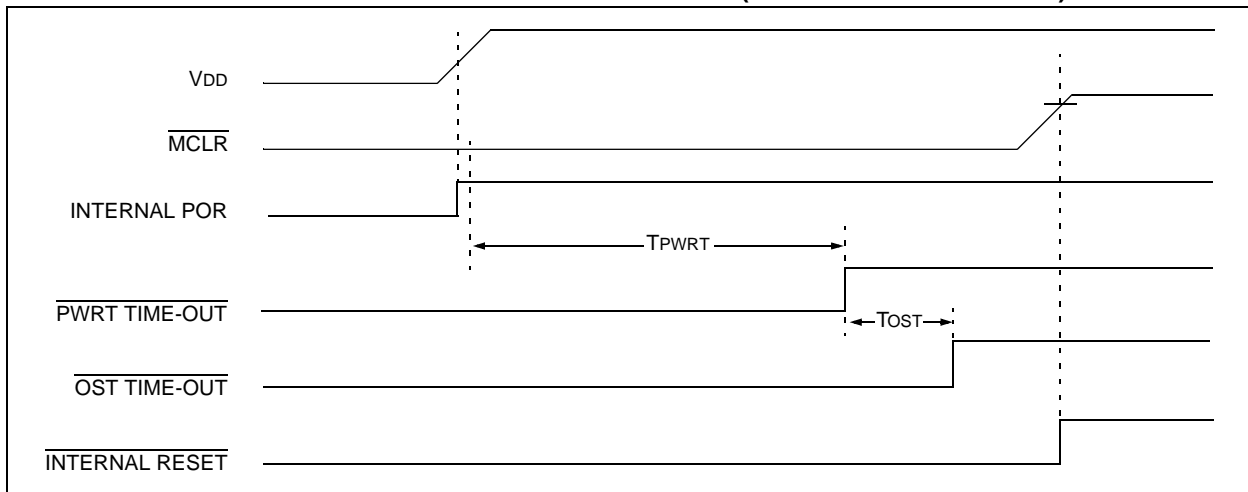 VDD
MCLR
INTERNAL POR
TPWRT
PWRT TIME-OUT
TOST
OST TIME-OUT
INTERNAL RESET